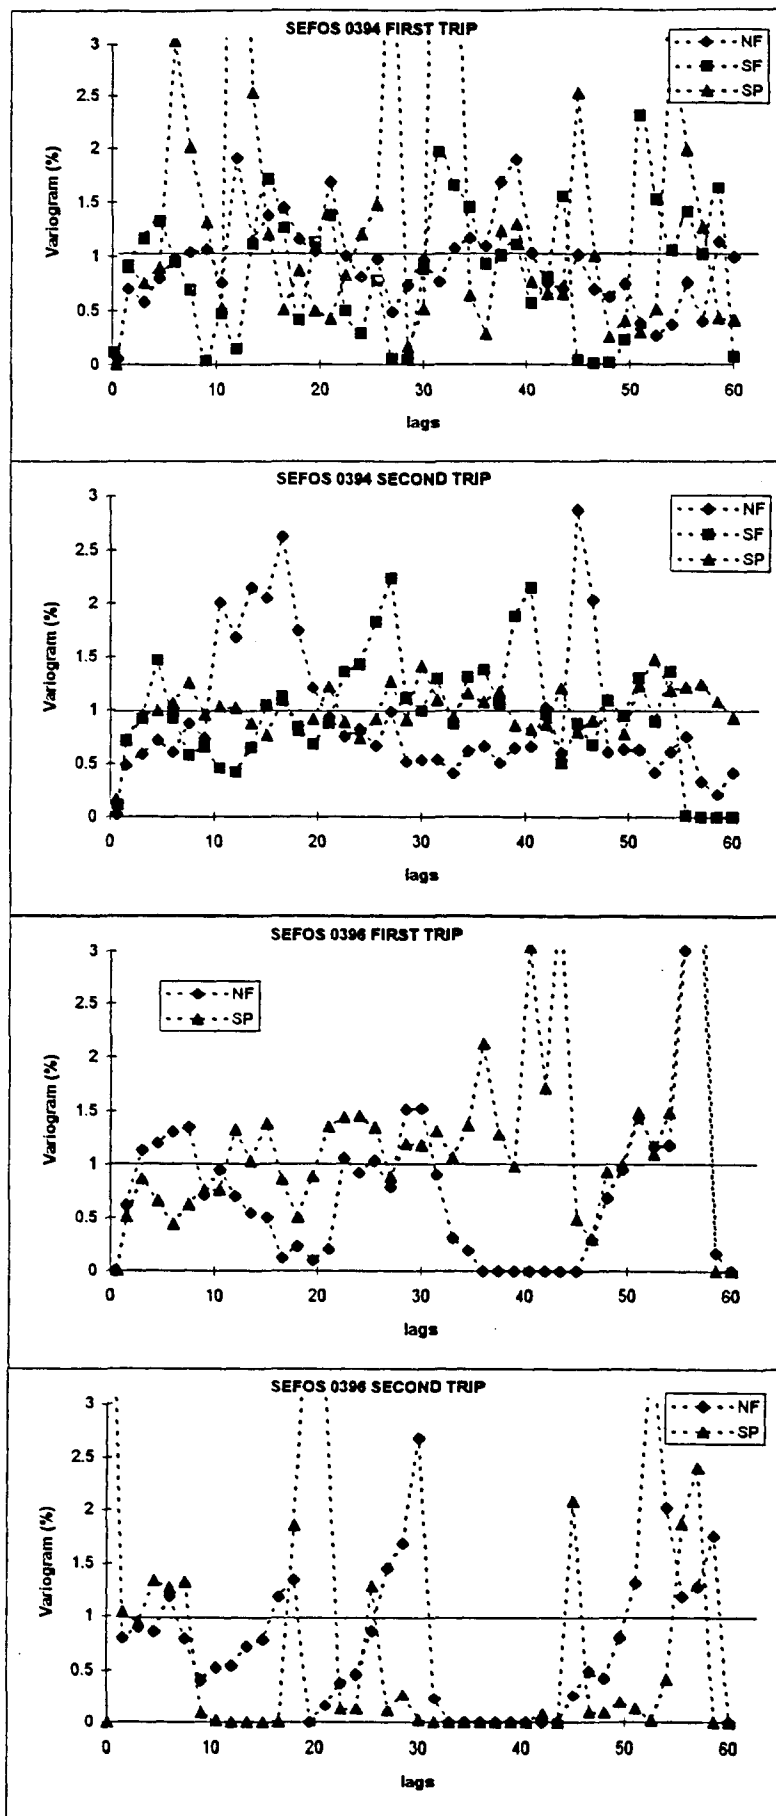 SEFOS 0394 FIRST TRIP
NF
SF
SP
3
2.5
2
1.5
1
0.5
0
Variogram (%)
0 10 20 30 40 50 60
lags
SEFOS 0394 SECOND TRIP
NF
SF
SP
3
2.5
2
1.5
1
0.5
0
Variogram (%)
0 10 20 30 40 50 60
lags
SEFOS 0396 FIRST TRIP
NF
SP
3
2.5
2
1.5
1
0.5
0
Variogram (%)
0 10 20 30 40 50 60
lags
SEFOS 0396 SECOND TRIP
NF
SP
3
2.5
2
1.5
1
0.5
0
Variogram (%)
0 10 20 30 40 50 60
lags